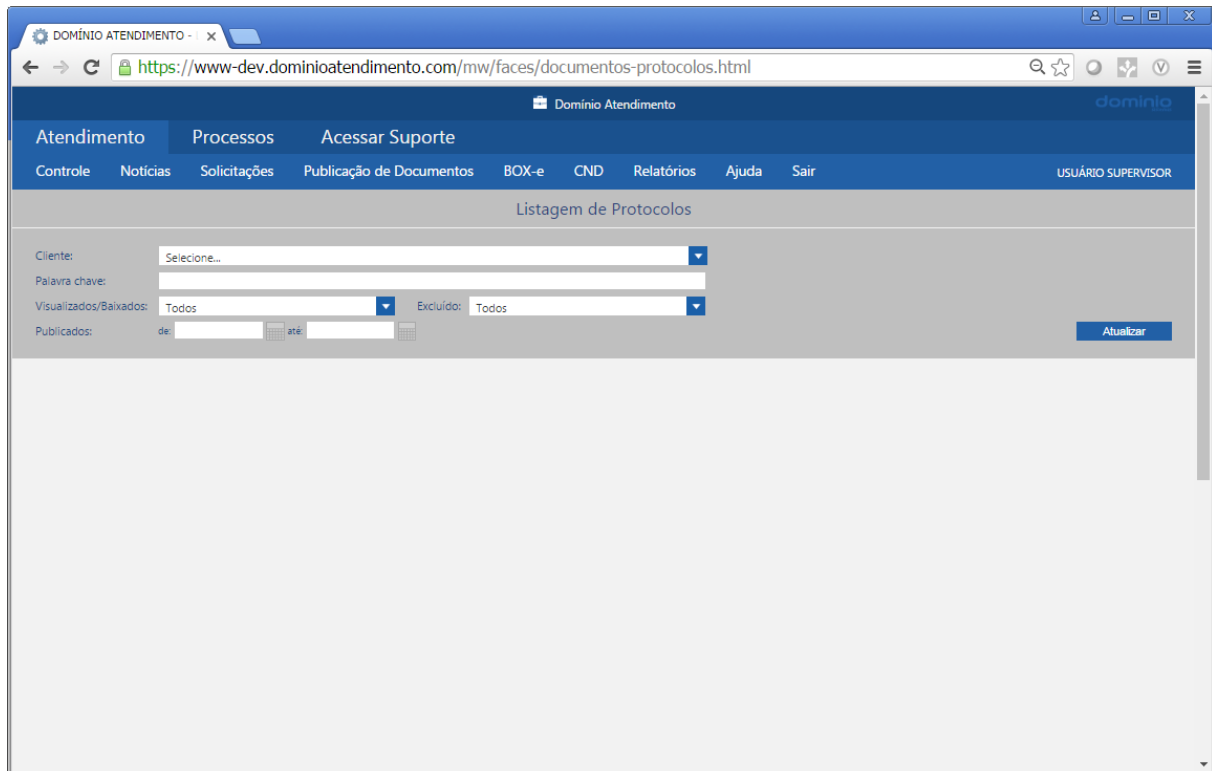 DOMÍNIO ATENDIMENTO -
https://www-dev.dominioatendimento.com/mw/faces/documentos-protocolos.html
Domínio Atendimento
domínio
Atendimento Processos Acessar Suporte
Controle Notícias Solicitações Publicação de Documentos BOX-e CND Relatórios Ajuda Sair USUÁRIO SUPERVISOR
Listagem de Protocolos
Cliente: Selecione...
Palavra chave:
Visualizados/Baixados: Todos Excluído: Todos
Publicados: de: até:
Atualizar